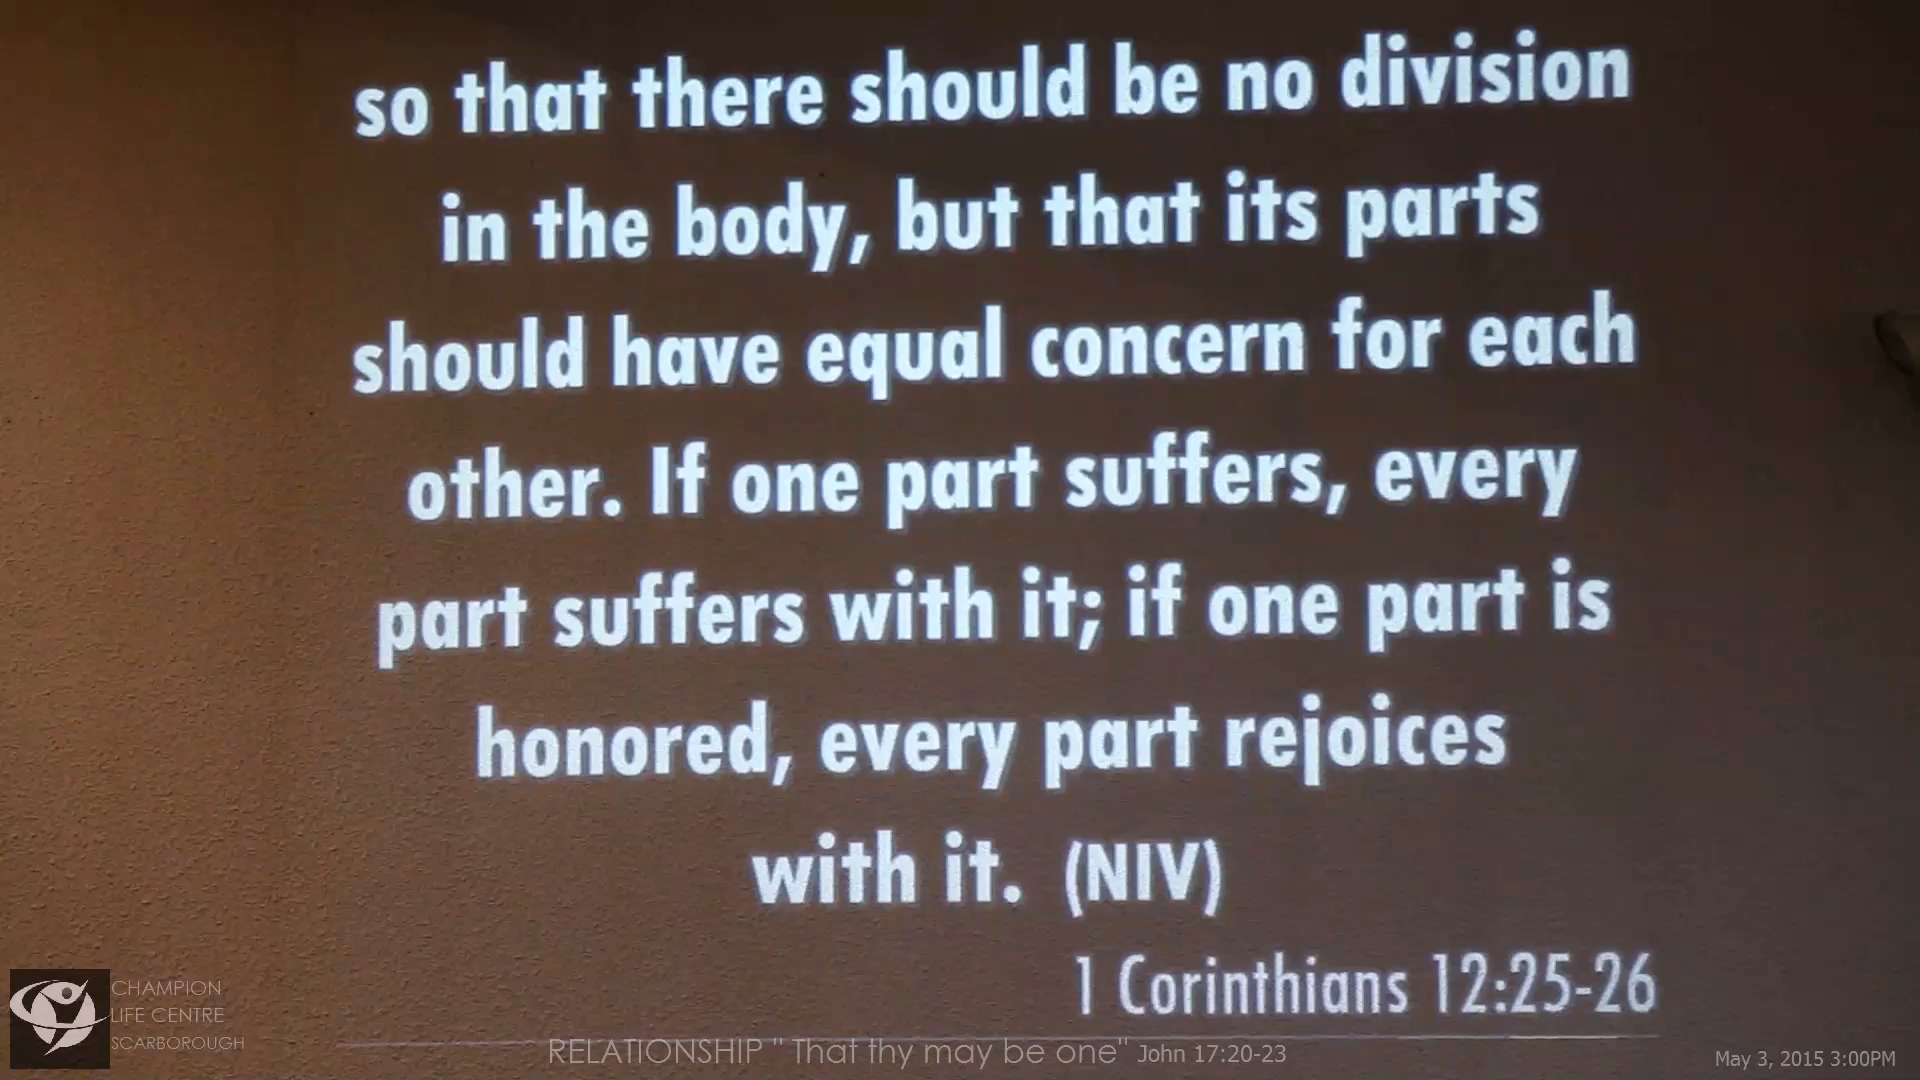 so that there should be no division
in the body, but that its parts
should have equal concern for each
other. If one part suffers, every
part suffers with it; if one part is
honored, every part rejoices
with it. (NIV)
1 Corinthians 12:25-26
CHAMPION
LIFE CENTRE
SCARBOROUGH
RELATIONSHIP " That thy may be one" John 17:20-23
May 3, 2015 3:00PM